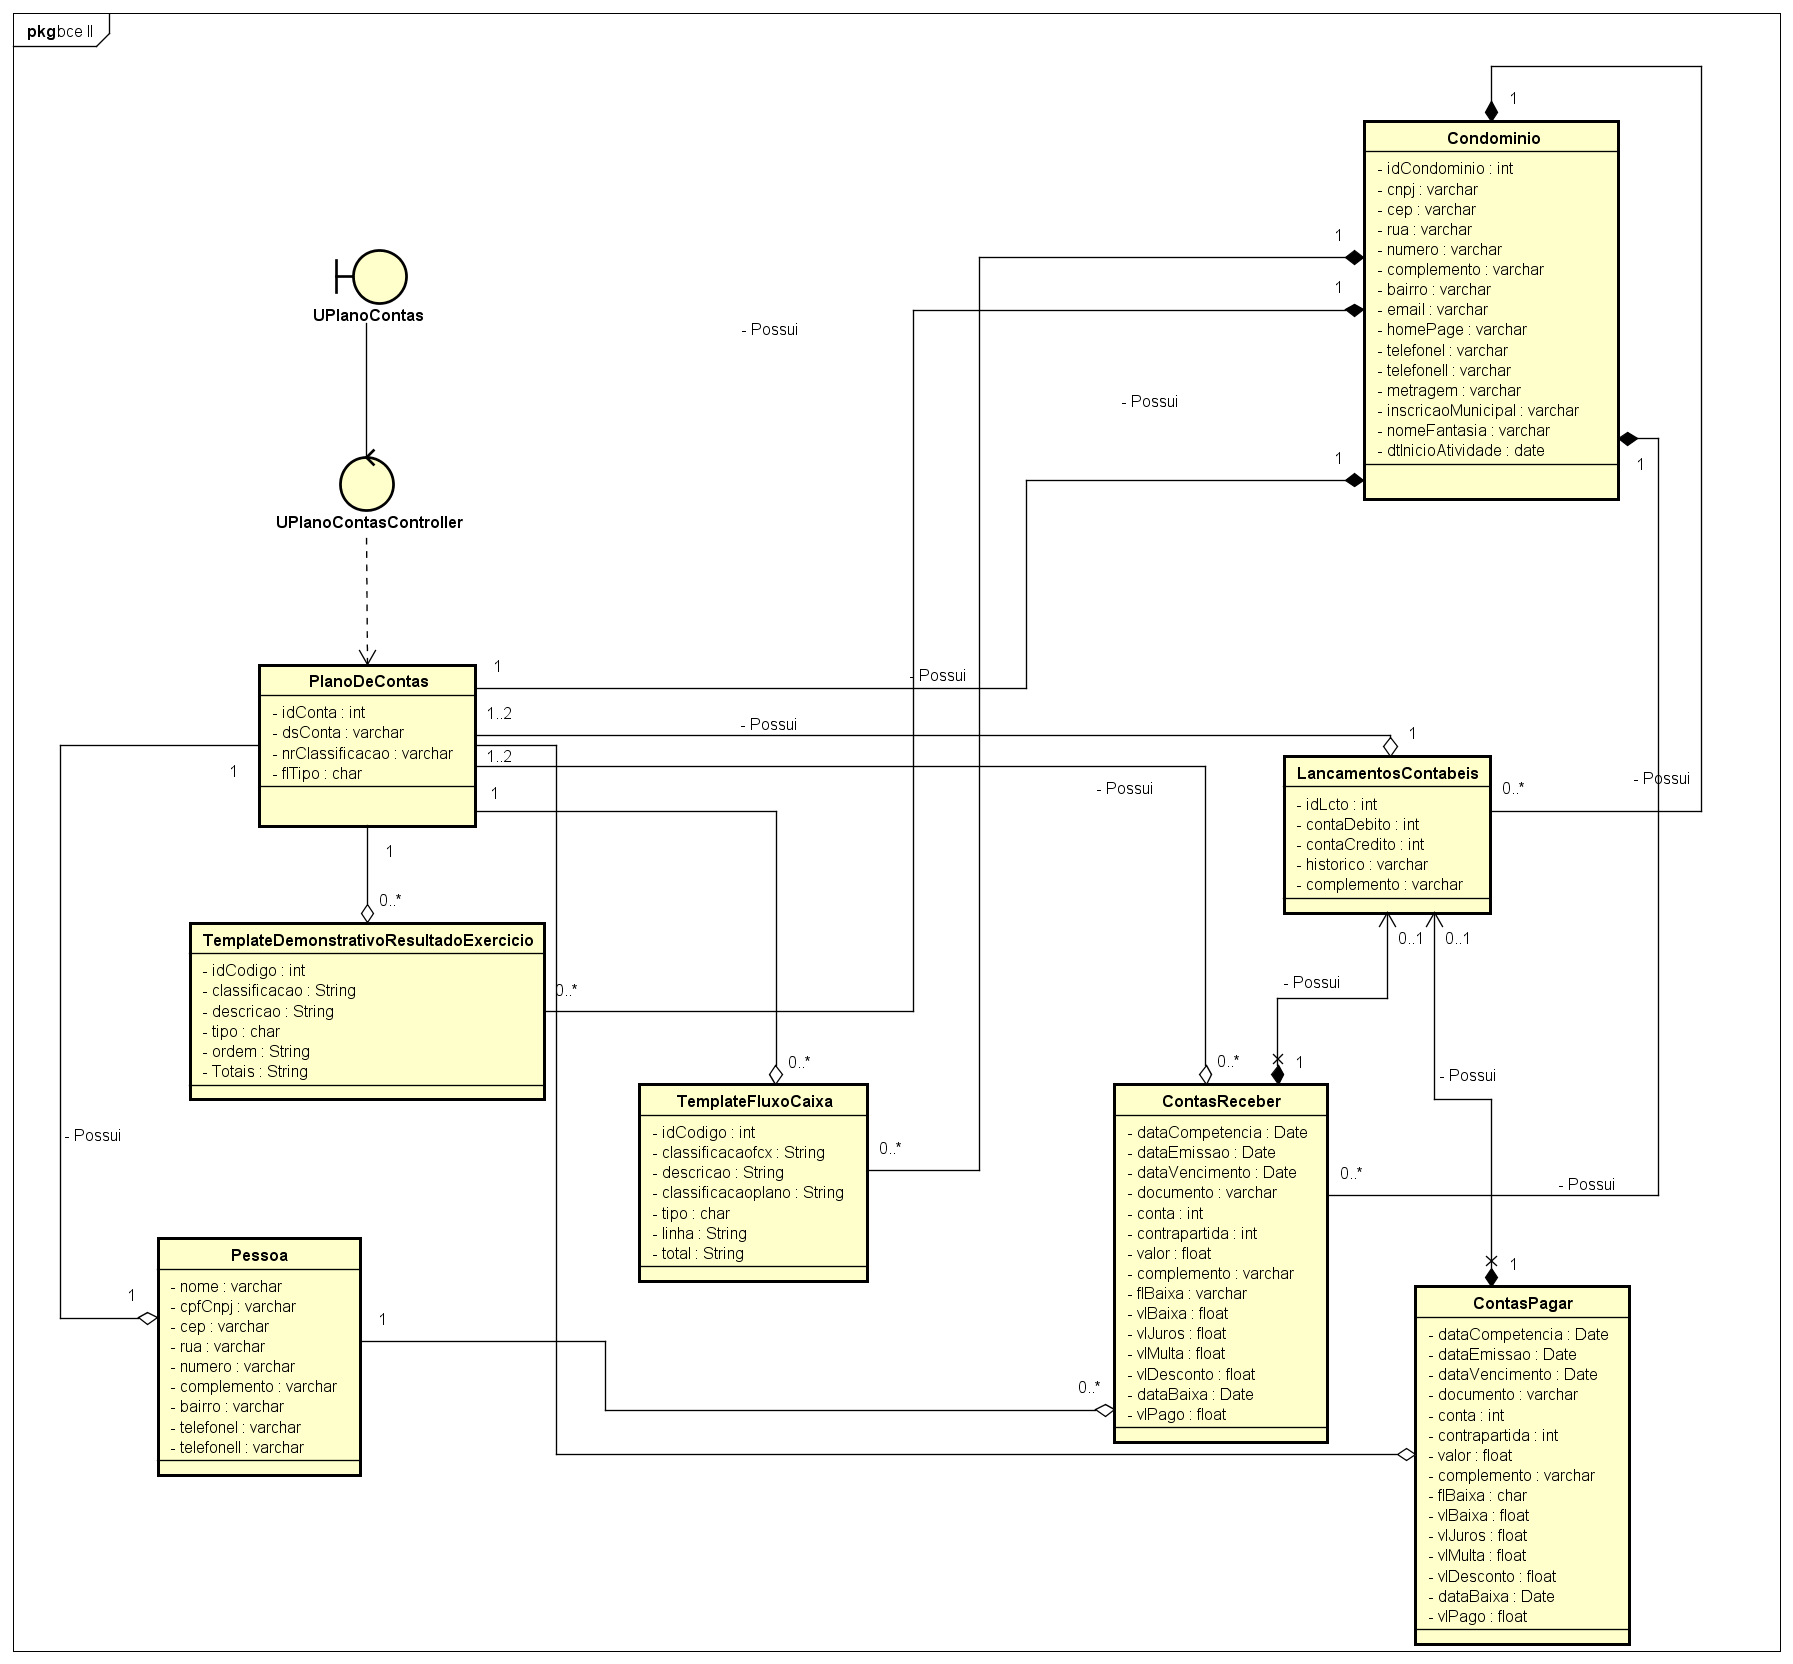 pkg bce II
1
Condominio
- idCondominio : int
- cnpj : varchar
- cep : varchar
- rua : varchar
- numero : varchar
- complemento : varchar
- bairro : varchar
- email : varchar
- homePage : varchar
- telefoneI : varchar
- telefoneII : varchar
- metragem : varchar
- inscricaoMunicipal : varchar
- nomeFantasia : varchar
- dtInicioAtividade : date
1
1
1
1
UPlanoContas
- Possui
- Possui
UPlanoContasController
PlanoDeContas
- idConta : int
- dsConta : varchar
- nrClassificacao : varchar
- flTipo : char
1
- Possui
1..2
- Possui
1
1..2
- Possui
1
1
1
LancamentosContabeis
- idLcto : int
- contaDebito : int
- contaCredito : int
- historico : varchar
- complemento : varchar
0..*
- Possui
0..1
0..1
- Possui
- Possui
0..*
TemplateDemonstrativoResultadoExercicio
- idCodigo : int
- classificacao : String
- descricao : String
- tipo : char
- ordem : String
- Totais : String
0..*
- Possui
0..*
TemplateFluxoCaixa
- idCodigo : int
- classificacaofcx : String
- descricao : String
- classificacaoplano : String
- tipo : char
- linha : String
- total : String
0..*
0..*
1
ContasReceber
- dataCompetencia : Date
- dataEmissao : Date
- dataVencimento : Date
- documento : varchar
- conta : int
- contrapartida : int
- valor : float
- complemento : varchar
- flBaixa : varchar
- vlBaixa : float
- vlJuros : float
- vlMulta : float
- vlDesconto : float
- dataBaixa : Date
- vlPago : float
0..*
- Possui
0..*
1
Pessoa
- nome : varchar
- cpfCnpj : varchar
- cep : varchar
- rua : varchar
- numero : varchar
- complemento : varchar
- bairro : varchar
- telefoneI : varchar
- telefoneII : varchar
1
1
ContasPagar
- dataCompetencia : Date
- dataEmissao : Date
- dataVencimento : Date
- documento : varchar
- conta : int
- contrapartida : int
- valor : float
- complemento : varchar
- flBaixa : char
- vlBaixa : float
- vlJuros : float
- vlMulta : float
- vlDesconto : float
- dataBaixa : Date
- vlPago : float